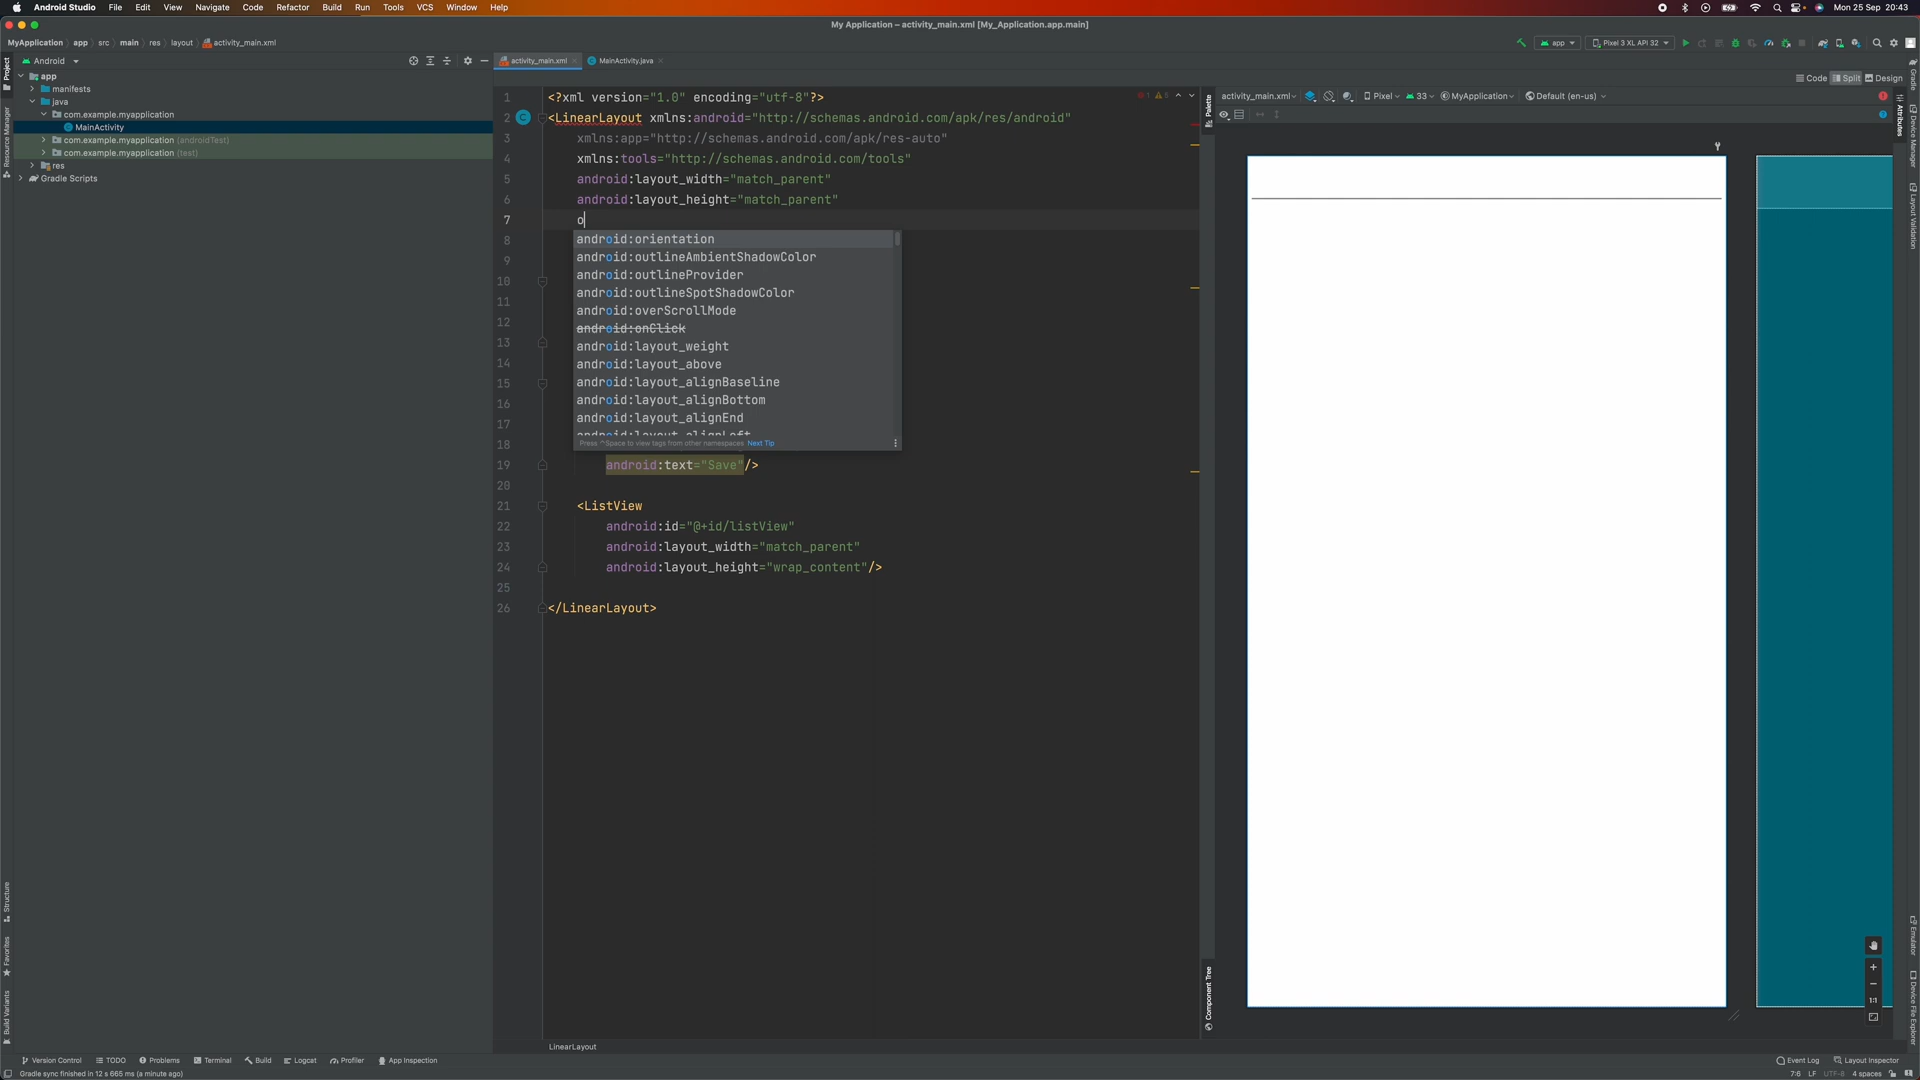 Android Studio File Edit View Navigate Code Refactor Build Run Tools VCS Window Help Mon 25 Sep 20:43
My Application – activity_main.xml [My_Application.app.main]
MyApplication app src main res layout activity_main.xml
app Pixel 3 XL API 32
Android
activity_main.xml MainActivity.java
Code Split Design
app
manifests
java
com.example.myapplication
MainActivity
com.example.myapplication (androidTest)
com.example.myapplication (test)
res
Gradle Scripts
Project
Resource Manager
Structure
Favorites
Build Variants
1 <?xml version="1.0" encoding="utf-8"?>
2 <LinearLayout xmlns:android="http://schemas.android.com/apk/res/android"
3 xmlns:app="http://schemas.android.com/apk/res-auto"
4 xmlns:tools="http://schemas.android.com/tools"
5 android:layout_width="match_parent"
6 android:layout_height="match_parent"
7 o
8
9
10
11
12
13
14
15
16
17
18
android:orientation
android:outlineAmbientShadowColor
android:outlineProvider
android:outlineSpotShadowColor
android:overScrollMode
android:onClick
android:layout_weight
android:layout_above
android:layout_alignBaseline
android:layout_alignBottom
android:layout_alignEnd
android:layout_alignLeft
Press ^Space to view tags from other namespaces Next Tip
19 android:text="Save"/>
20
21 <ListView
22 android:id="@+id/listView"
23 android:layout_width="match_parent"
24 android:layout_height="wrap_content"/>
25
26 </LinearLayout>
LinearLayout
Palette
Component Tree
activity_main.xml Pixel 33 MyApplication Default (en-us)
1:1
Gradle
Attributes
Device Manager
Layout Validation
Emulator
Device File Explorer
Version Control TODO Problems Terminal Build Logcat Profiler App Inspection Event Log Layout Inspector
Gradle sync finished in 12 s 665 ms (a minute ago) 7:6 LF UTF-8 4 spaces